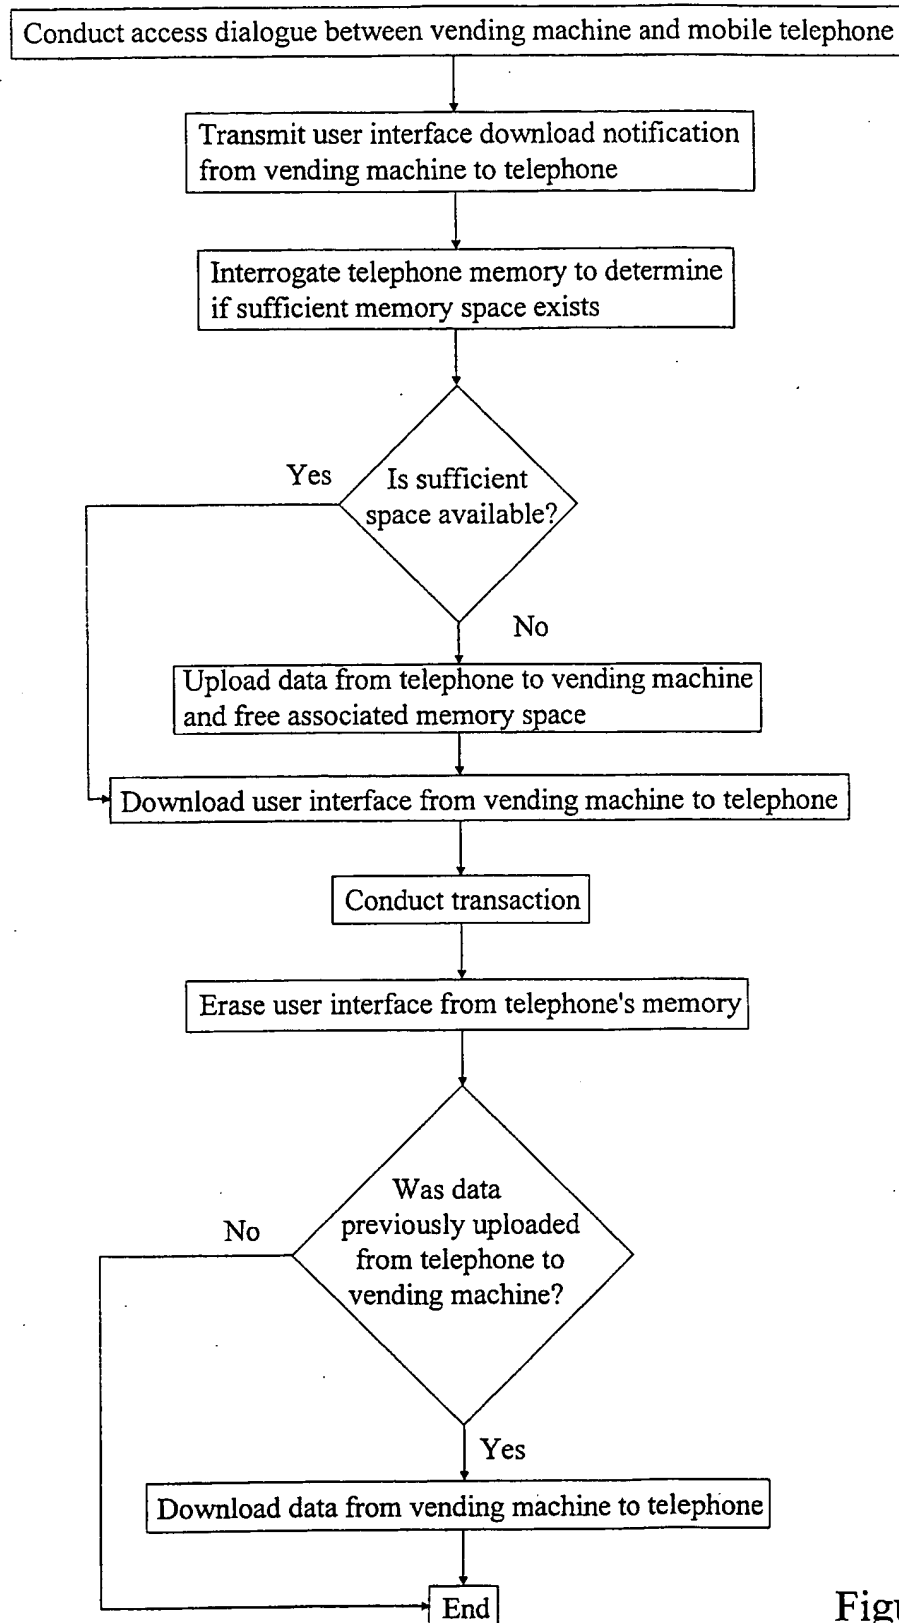 Conduct access dialogue between vending machine and mobile telephone
Transmit user interface download notification
from vending machine to telephone
Interrogate telephone memory to determine
if sufficient memory space exists
Yes
Is sufficient
space available?
No
Upload data from telephone to vending machine
and free associated memory space
Download user interface from vending machine to telephone
Conduct transaction
Erase user interface from telephone's memory
Was data
previously uploaded
from telephone to
vending machine?
No
Yes
Download data from vending machine to telephone
End